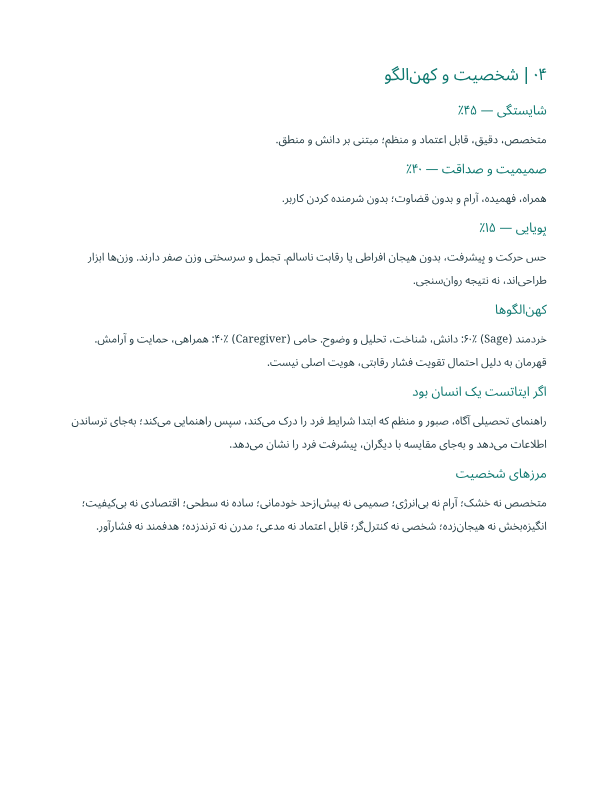 ۰۴ | شخصیت و کهن‌الگو
شایستگی — ۴۵٪
متخصص، دقیق، قابل اعتماد و منظم؛ مبتنی بر دانش و منطق.
صمیمیت و صداقت — ۴۰٪
همراه، فهمیده، آرام و بدون قضاوت؛ بدون شرمنده کردن کاربر.
پویایی — ۱۵٪
حس حرکت و پیشرفت، بدون هیجان افراطی یا رقابت ناسالم. تجمل و سرسختی وزن صفر دارند. وزن‌ها ابزار
طراحی‌اند، نه نتیجه روان‌سنجی.
کهن‌الگوها
خردمند (Sage) ۶۰٪: دانش، شناخت، تحلیل و وضوح. حامی (Caregiver) ۴۰٪: همراهی، حمایت و آرامش.
قهرمان به دلیل احتمال تقویت فشار رقابتی، هویت اصلی نیست.
اگر ایتاتست یک انسان بود
راهنمای تحصیلی آگاه، صبور و منظم که ابتدا شرایط فرد را درک می‌کند، سپس راهنمایی می‌کند؛ به‌جای ترساندن
اطلاعات می‌دهد و به‌جای مقایسه با دیگران، پیشرفت فرد را نشان می‌دهد.
مرزهای شخصیت
متخصص نه خشک؛ آرام نه بی‌انرژی؛ صمیمی نه بیش‌ازحد خودمانی؛ ساده نه سطحی؛ اقتصادی نه بی‌کیفیت؛
انگیزه‌بخش نه هیجان‌زده؛ شخصی نه کنترل‌گر؛ قابل اعتماد نه مدعی؛ مدرن نه ترندزده؛ هدفمند نه فشارآور.